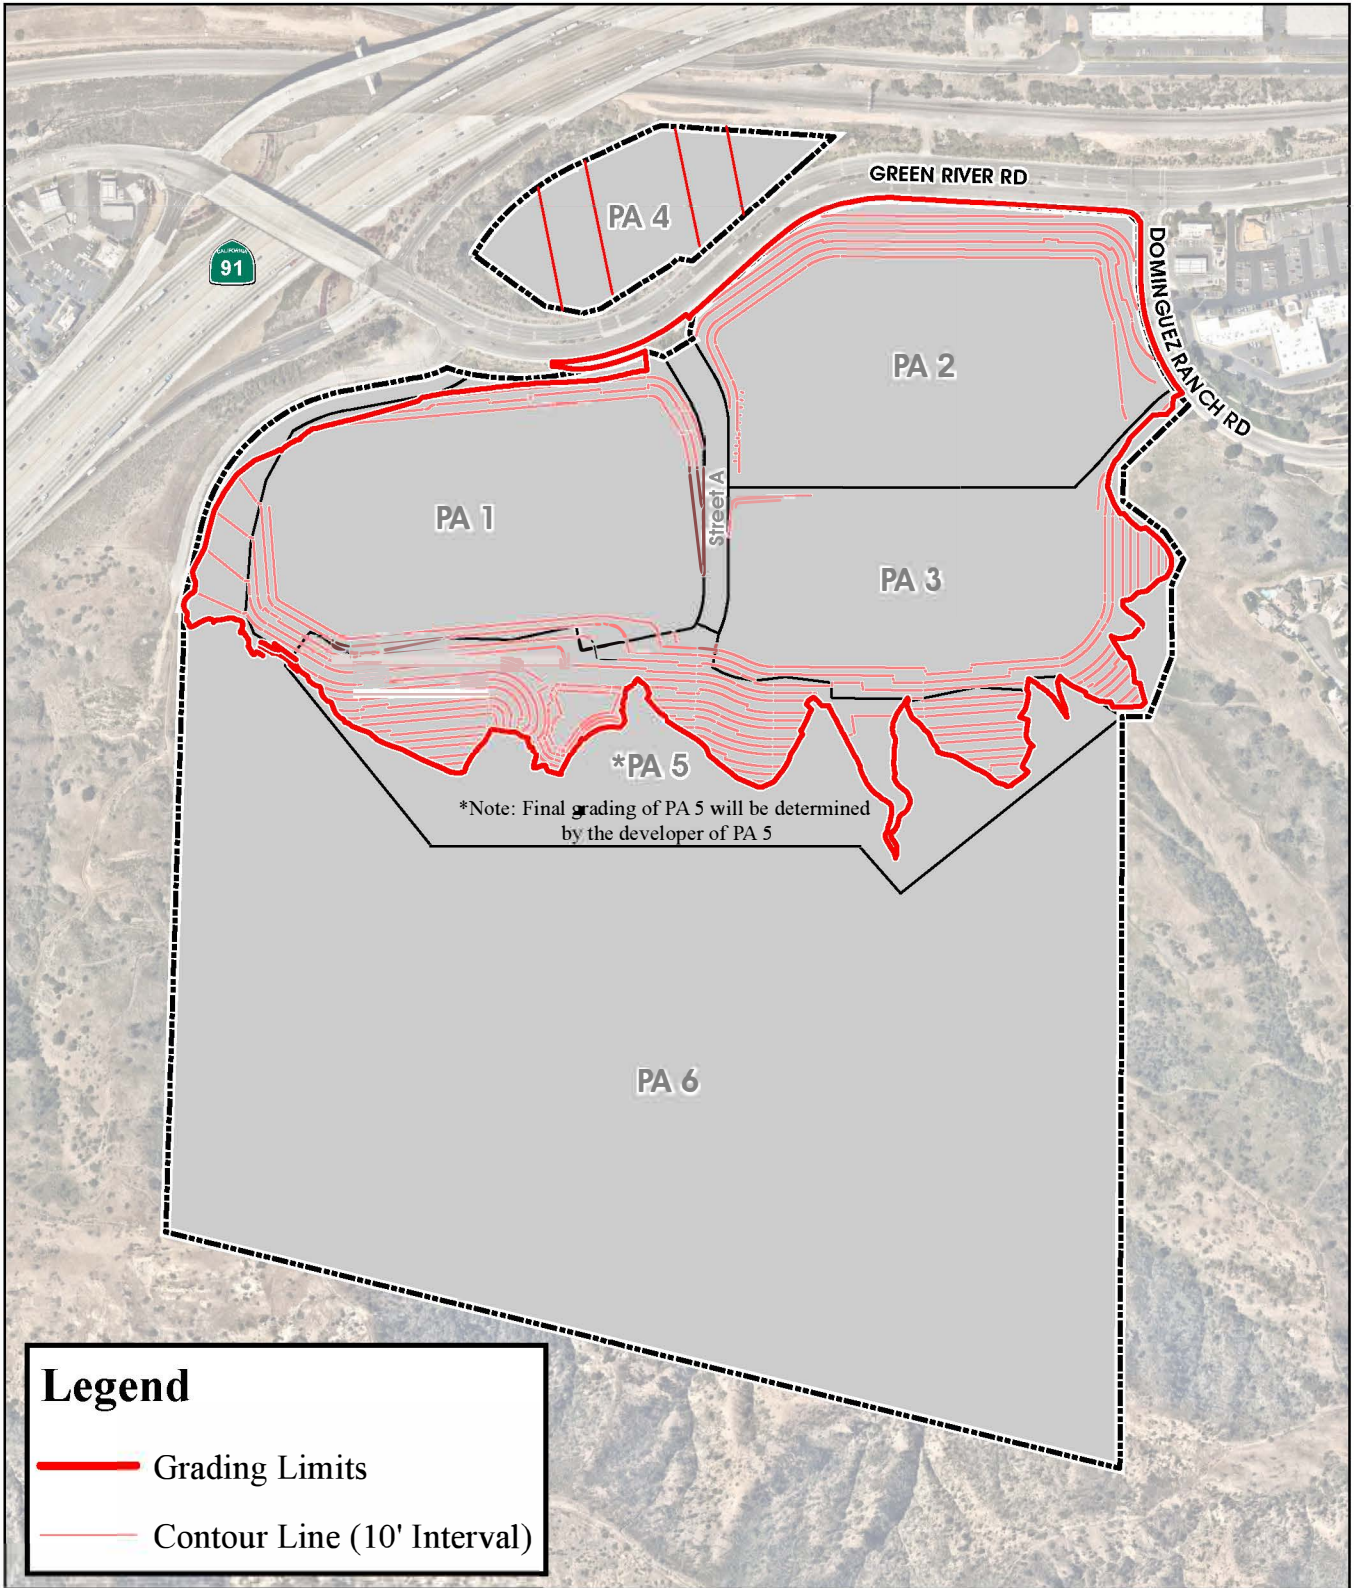 GREEN RIVER RD
PA 4
DOMINGUEZ RANCH RD
CALIFORNIA
91
PA 2
PA 1
Street A
PA 3
*PA 5
*Note: Final grading of PA 5 will be determined
by the developer of PA 5
PA 6
Legend
Grading Limits
Contour Line (10' Interval)